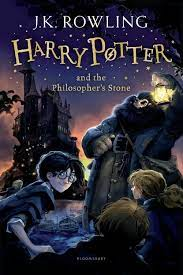 J.K. ROWLING
HARRY POTTER
and the
Philosopher's Stone
BLOOMSBURY